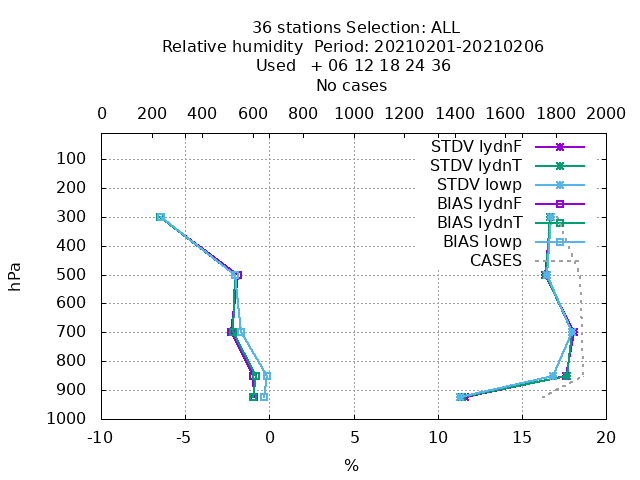 36 stations Selection: ALL
Relative humidity  Period: 20210201-20210206
Used   + 06 12 18 24 36
No cases
0 200 400 600 800 1000 1200 1400 1600 1800 2000
STDV lydnF
STDV lydnT
STDV lowp
BIAS lydnF
BIAS lydnT
BIAS lowp
CASES
100
200
300
400
500
600
700
800
900
1000
hPa
-10 -5 0 5 10 15 20
%